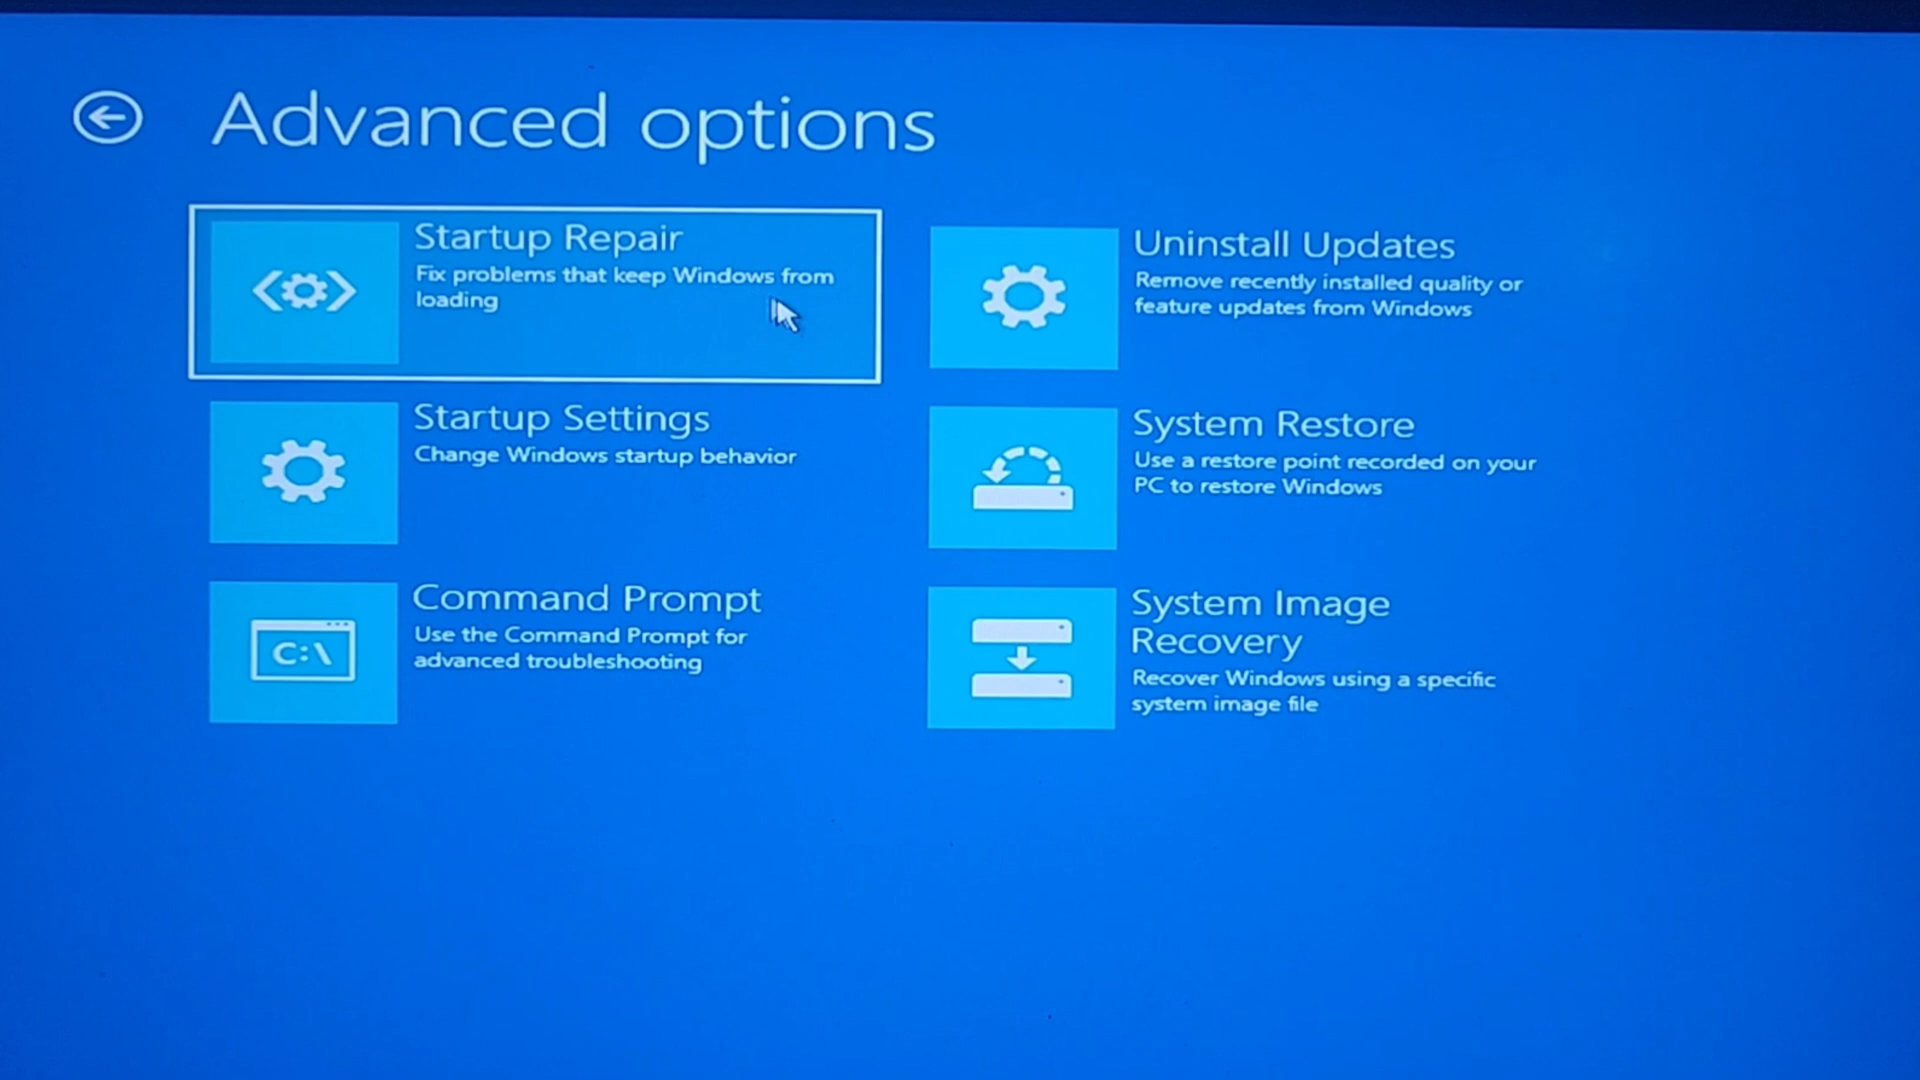 Advanced options
Startup Repair
Fix problems that keep Windows from
loading
Uninstall Updates
Remove recently installed quality or
feature updates from Windows
Startup Settings
Change Windows startup behavior
System Restore
Use a restore point recorded on your
PC to restore Windows
Command Prompt
Use the Command Prompt for
advanced troubleshooting
C:\
System Image
Recovery
Recover Windows using a specific
system image file